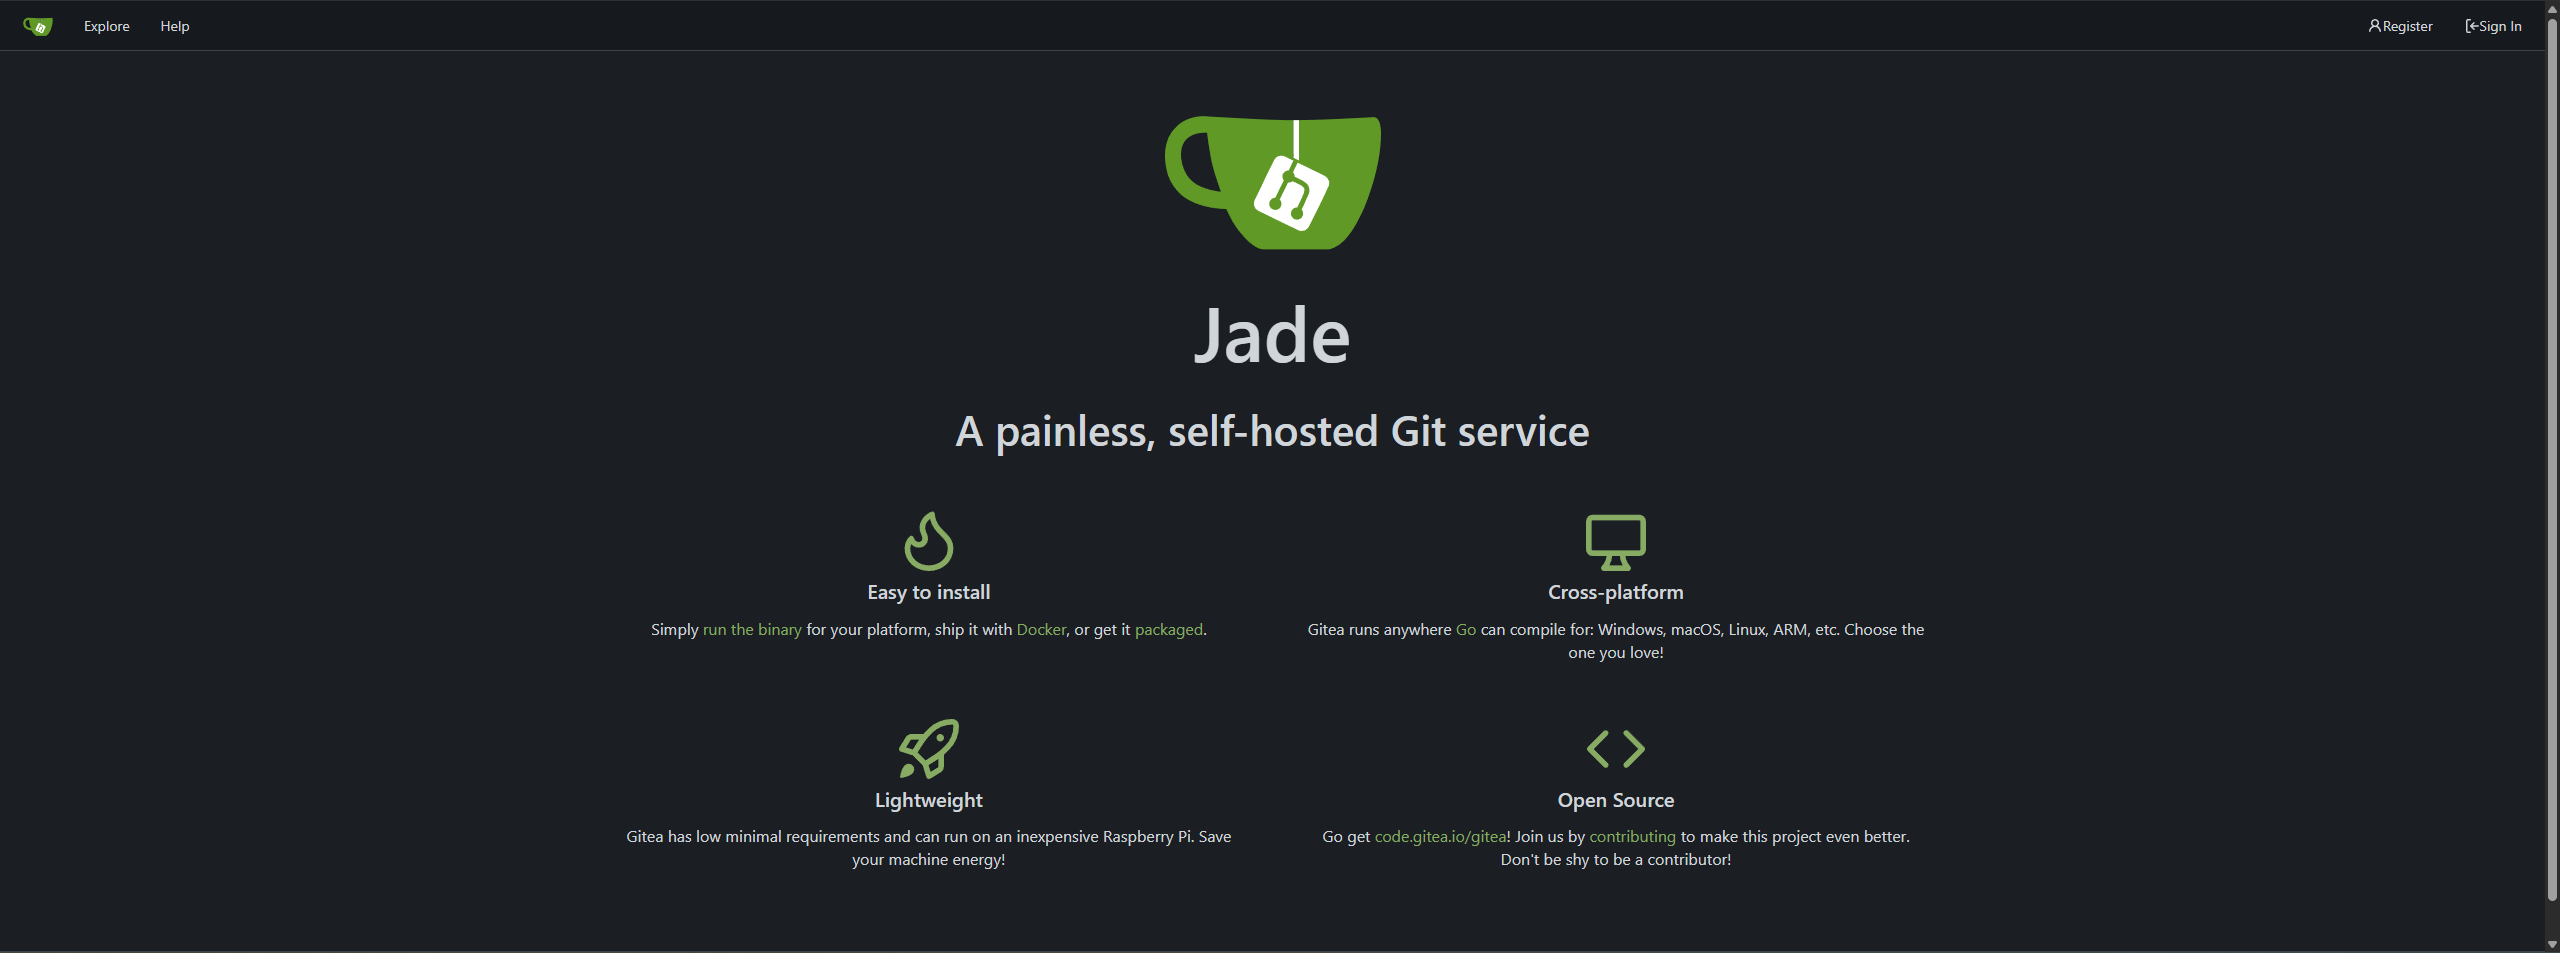 Explore Help Register Sign In
Jade
A painless, self-hosted Git service
Easy to install
Simply run the binary for your platform, ship it with Docker, or get it packaged.
Cross-platform
Gitea runs anywhere Go can compile for: Windows, macOS, Linux, ARM, etc. Choose the
one you love!
Lightweight
Gitea has low minimal requirements and can run on an inexpensive Raspberry Pi. Save
your machine energy!
Open Source
Go get code.gitea.io/gitea! Join us by contributing to make this project even better.
Don't be shy to be a contributor!